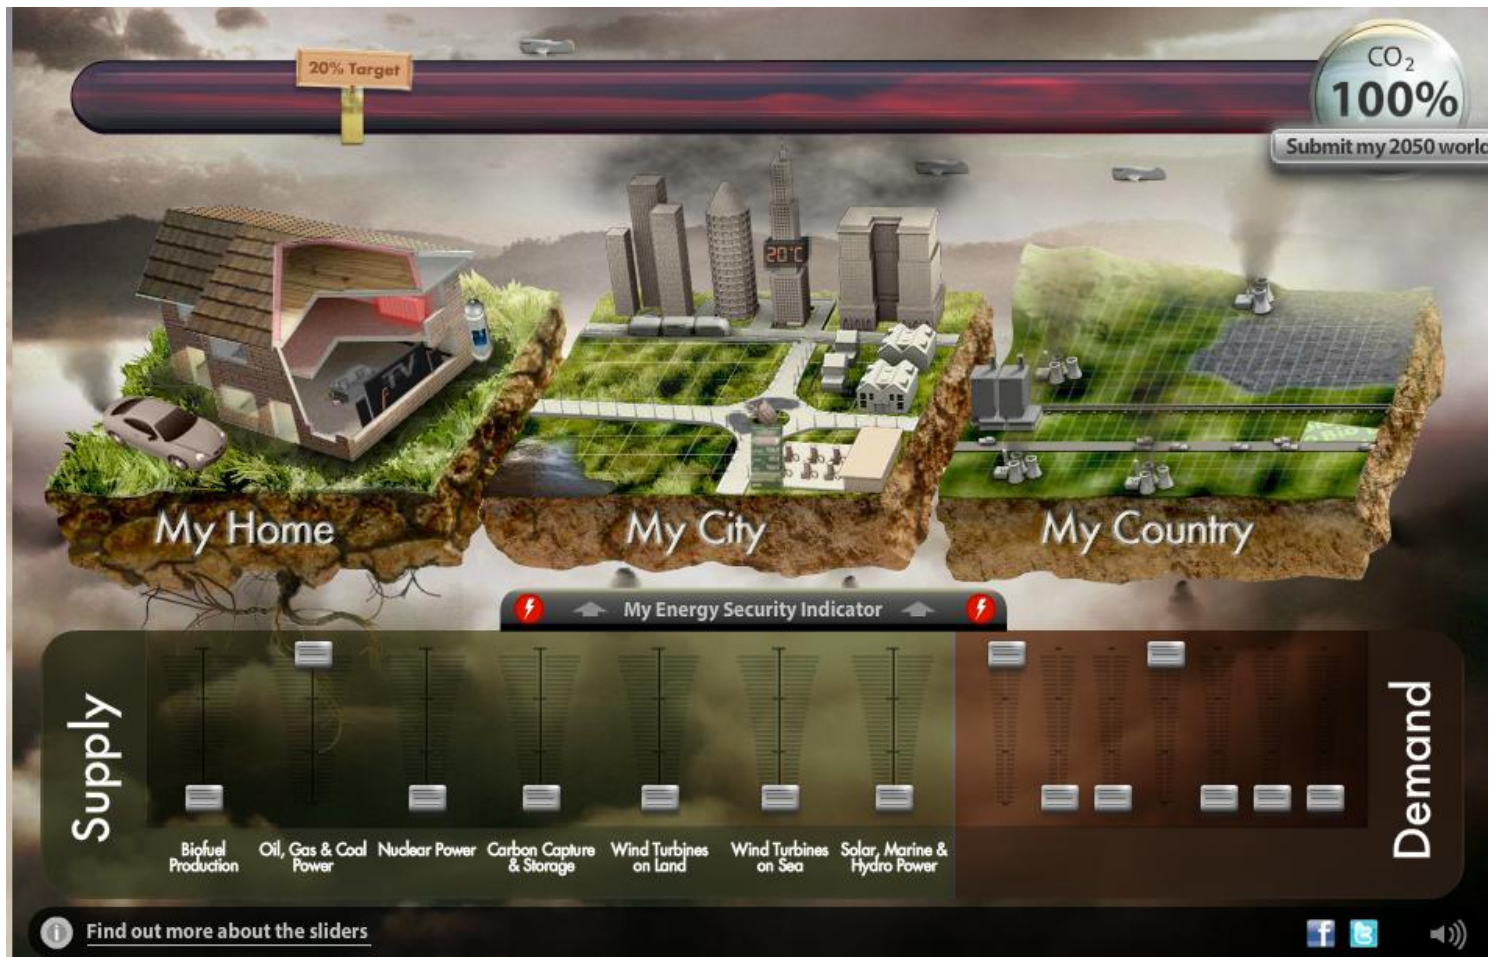 20% Target
CO₂
100%
Submit my 2050 world
20°C
TV
My Home
My City
My Country
My Energy Security Indicator
Supply
Biofuel
Production
Oil, Gas & Coal
Power
Nuclear Power
Carbon Capture
& Storage
Wind Turbines
on Land
Wind Turbines
on Sea
Solar, Marine &
Hydro Power
Demand
i
Find out more about the sliders
f